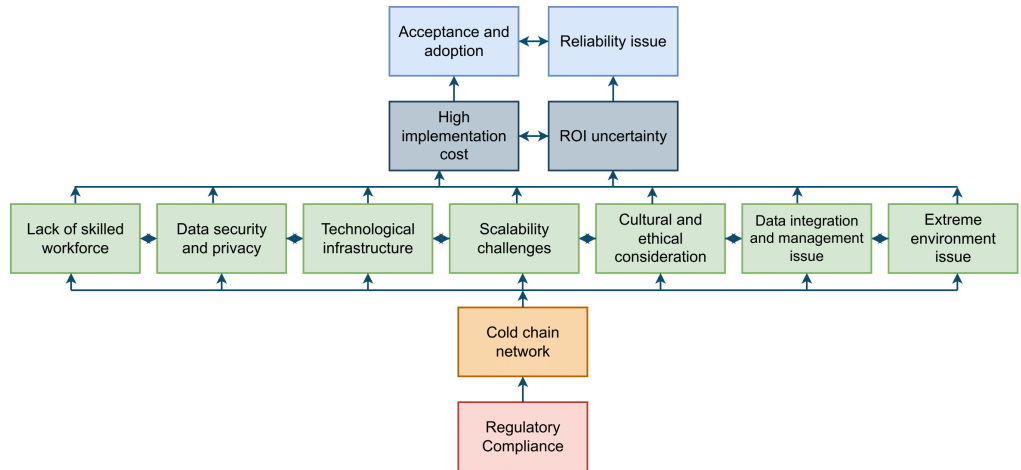 Acceptance and
adoption
Reliability issue
High
implementation
cost
ROI uncertainty
Lack of skilled
workforce
Data security
and privacy
Technological
infrastructure
Scalability
challenges
Cultural and
ethical
consideration
Data integration
and management
issue
Extreme
environment
issue
Cold chain
network
Regulatory
Compliance